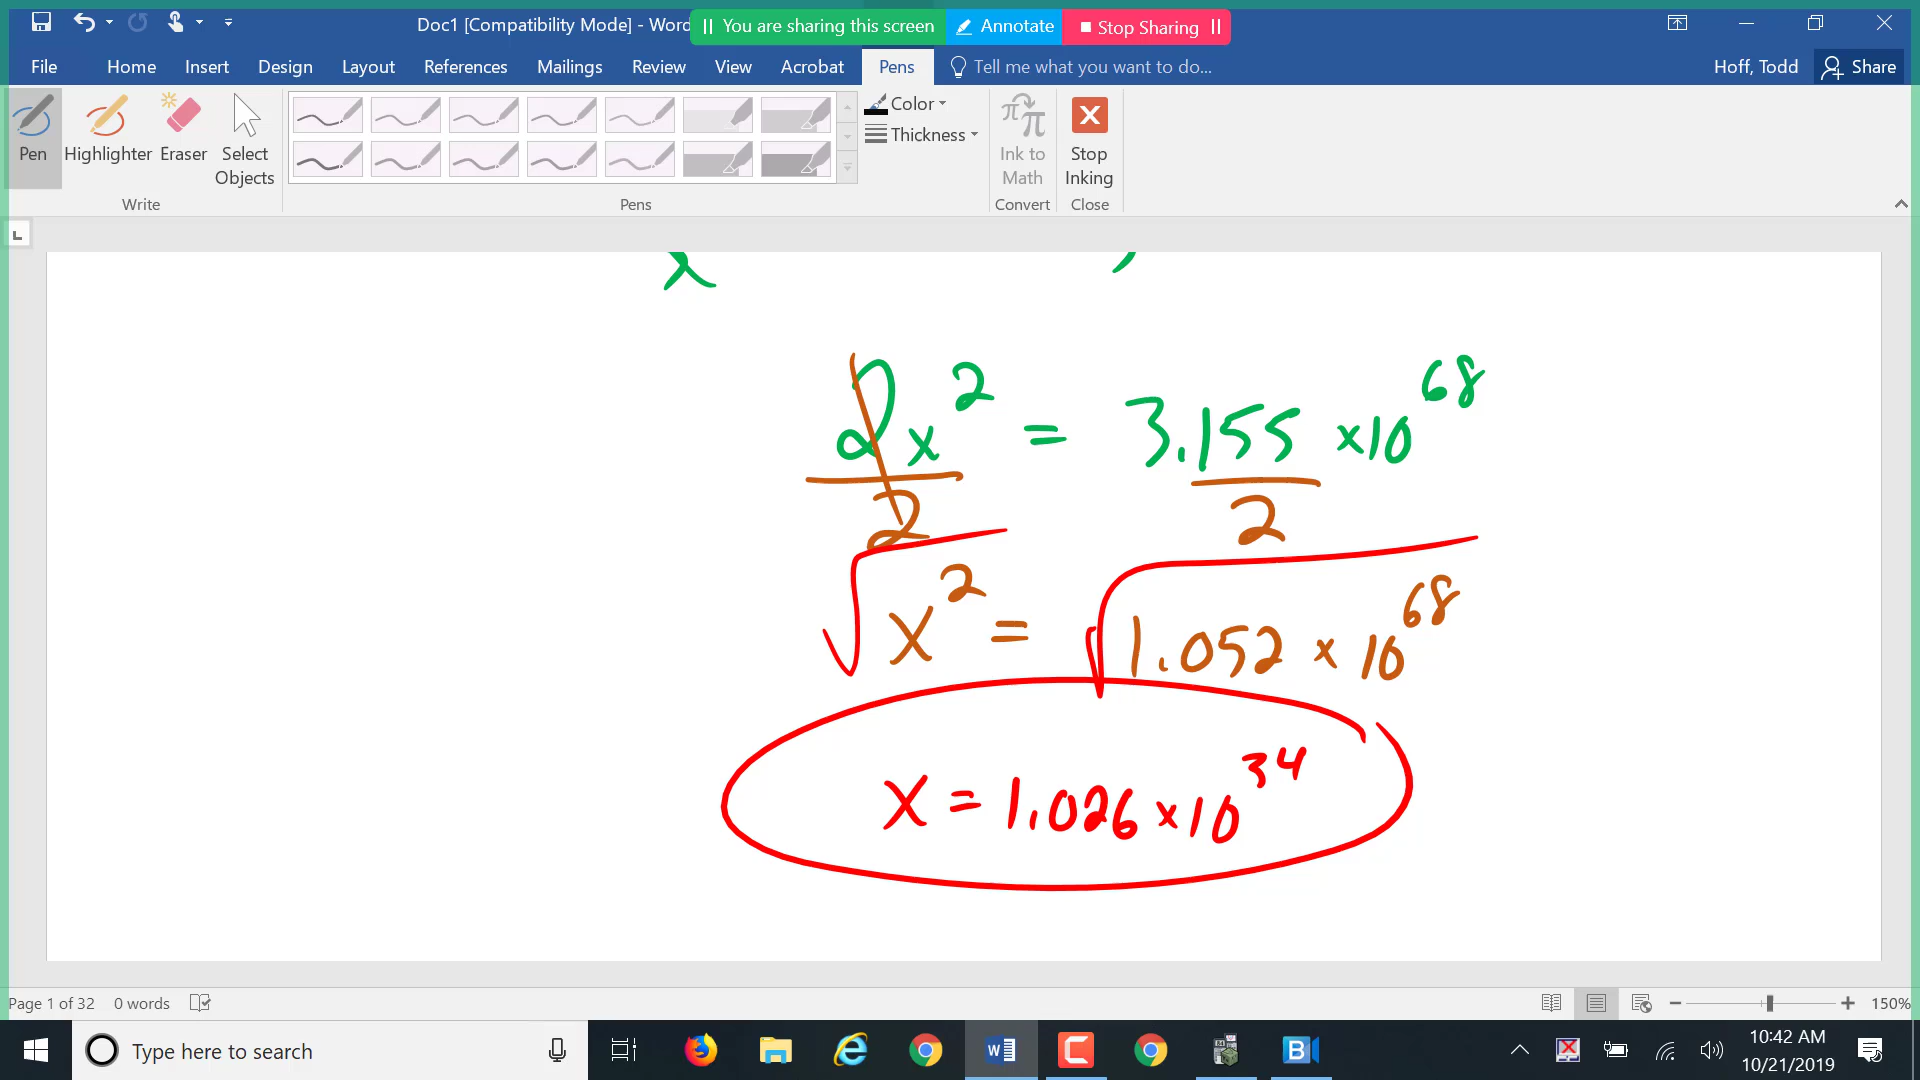 Doc1 [Compatibility Mode] - Word
You are sharing this screen
Annotate
Stop Sharing
File Home Insert Design Layout References Mailings Review View Acrobat Pens Tell me what you want to do... Hoff, Todd Share
Pen Highlighter Eraser Select Objects
Color
Thickness
Ink to Math
Stop Inking
Write Pens Convert Close
x
2x² = 3.155 ×10⁶⁸
2 2
√x² = √1.052 × 10⁶⁸
x = 1.026 ×10³⁴
Page 1 of 32 0 words 150%
Type here to search
10:42 AM
10/21/2019